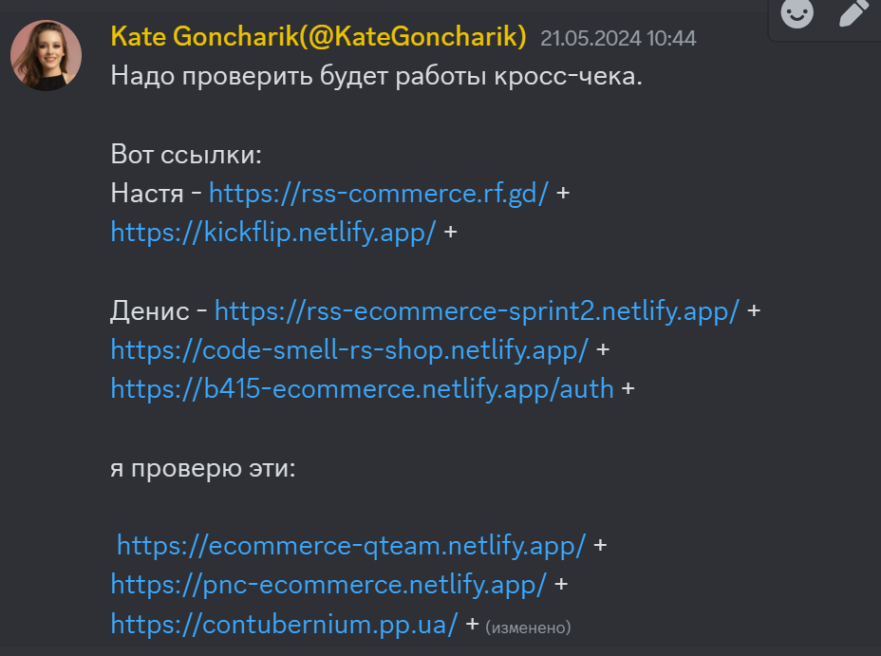 Kate Goncharik(@KateGoncharik) 21.05.2024 10:44
Надо проверить будет работы кросс-чека.
Вот ссылки:
Настя - https://rss-commerce.rf.gd/ +
https://kickflip.netlify.app/ +
Денис - https://rss-ecommerce-sprint2.netlify.app/ +
https://code-smell-rs-shop.netlify.app/ +
https://b415-ecommerce.netlify.app/auth +
я проверю эти:
https://ecommerce-qteam.netlify.app/ +
https://pnc-ecommerce.netlify.app/ +
https://contubernium.pp.ua/ + (изменено)